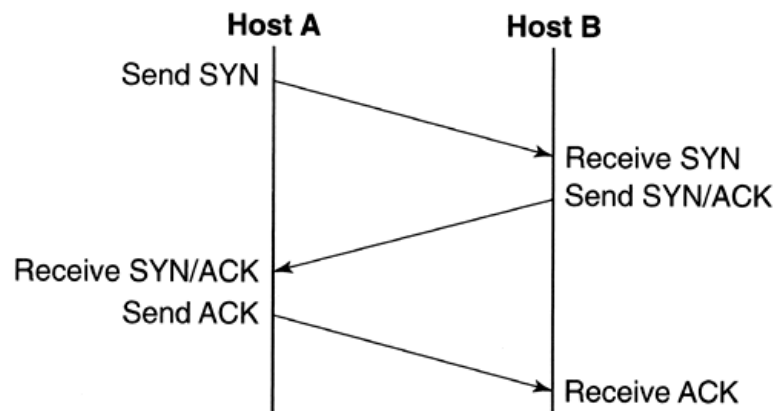 Host A
Host B
Send SYN
Receive SYN
Send SYN/ACK
Receive SYN/ACK
Send ACK
Receive ACK